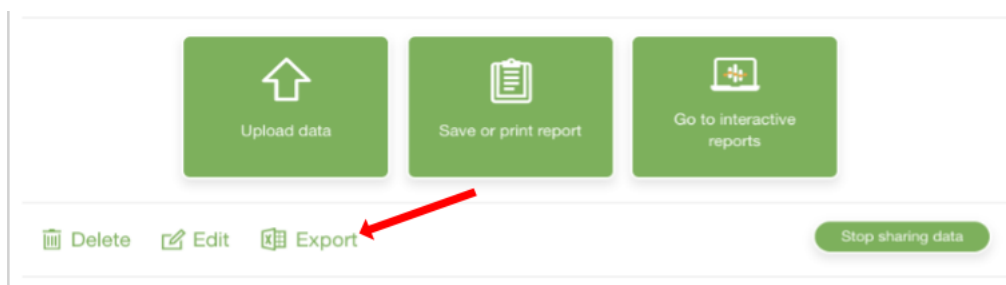 Upload data
Save or print report
Go to interactive
reports
Delete
Edit
Export
Stop sharing data